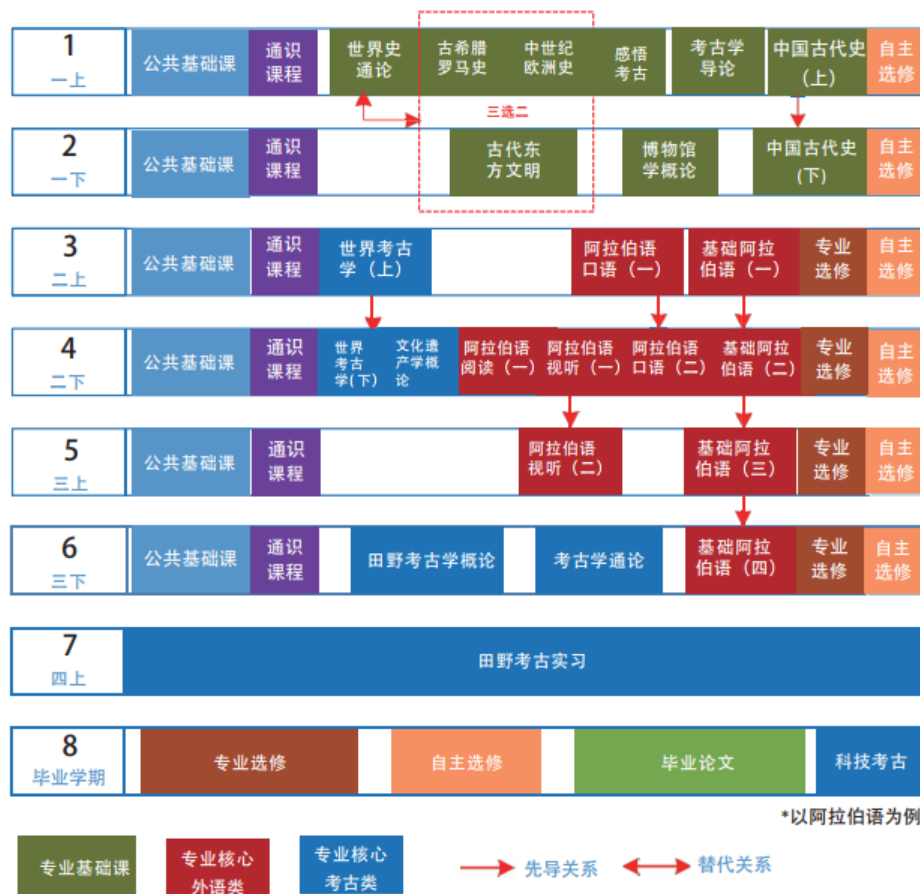 1
一上
公共基础课
通识
课程
世界史
通论
古希腊
罗马史
中世纪
欧洲史
感悟
考古
考古学
导论
中国古代史
(上)
自主
选修
三选二
2
一下
公共基础课
通识
课程
古代东
方文明
博物馆
学概论
中国古代史
(下)
自主
选修
3
二上
公共基础课
通识
课程
世界考古
学（上）
阿拉伯语
口语（一）
基础阿拉
伯语（一）
专业
选修
自主
选修
4
二下
公共基础课
通识
课程
世界
考古
学(下)
文化遗
产学概
论
阿拉伯语
阅读（一）
阿拉伯语
视听（一）
阿拉伯语
口语（二）
基础阿拉
伯语（二）
专业
选修
自主
选修
5
三上
公共基础课
通识
课程
阿拉伯语
视听（二）
基础阿拉
伯语（三）
专业
选修
自主
选修
6
三下
公共基础课
通识
课程
田野考古学概论
考古学通论
基础阿拉
伯语（四）
专业
选修
自主
选修
7
四上
田野考古实习
8
毕业学期
专业选修
自主选修
毕业论文
科技考古
*以阿拉伯语为例
专业基础课
专业核心
外语类
专业核心
考古类
先导关系
替代关系